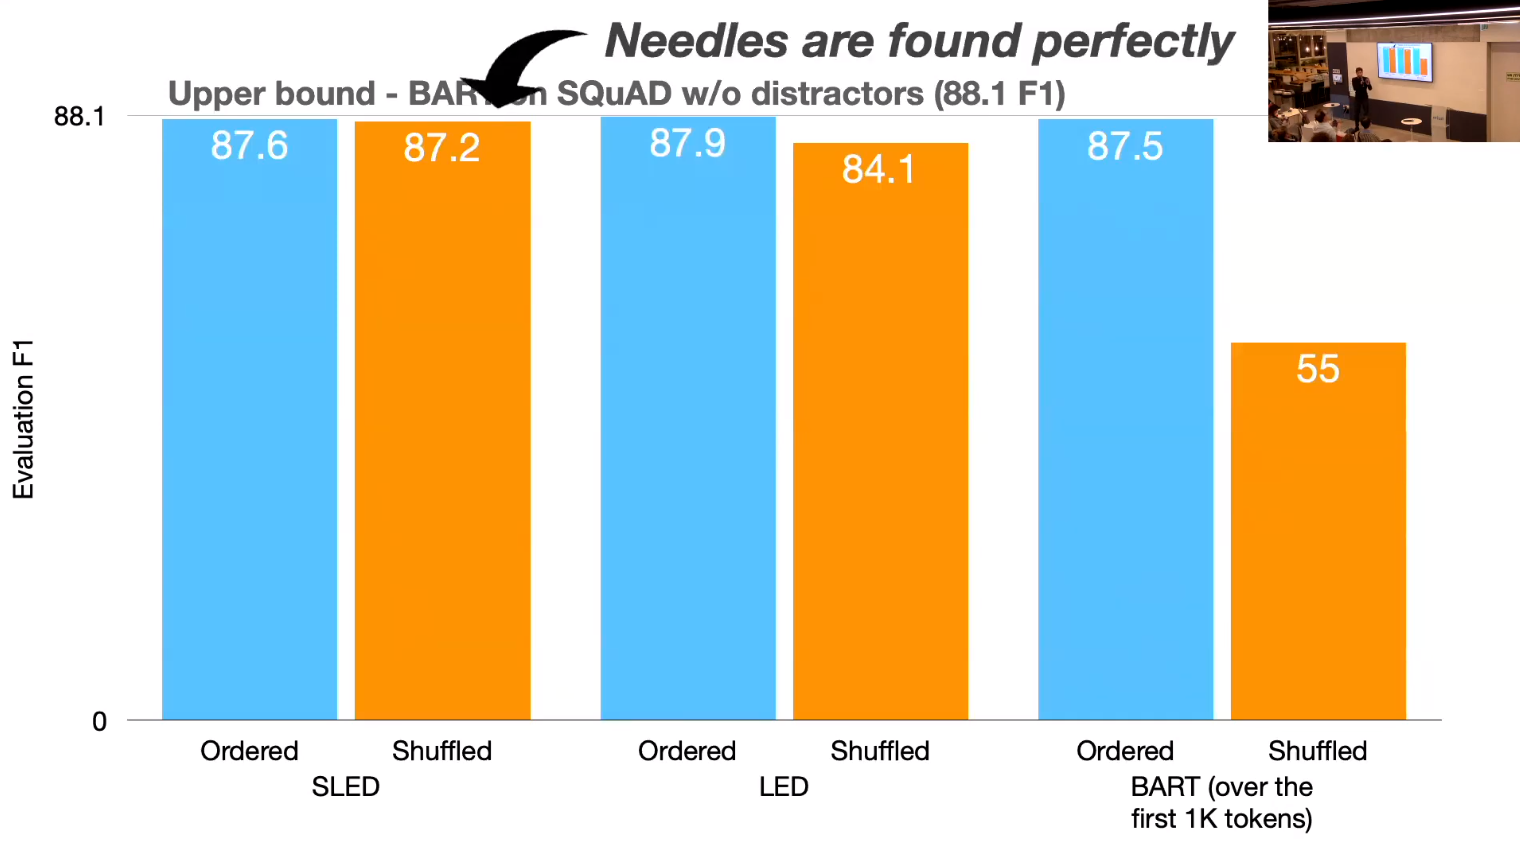 Needles are found perfectly
Upper bound - BART on SQuAD w/o distractors (88.1 F1)
88.1
87.6
87.2
87.9
84.1
87.5
55
Evaluation F1
0
Ordered
Shuffled
Ordered
Shuffled
Ordered
Shuffled
SLED
LED
BART (over the
first 1K tokens)